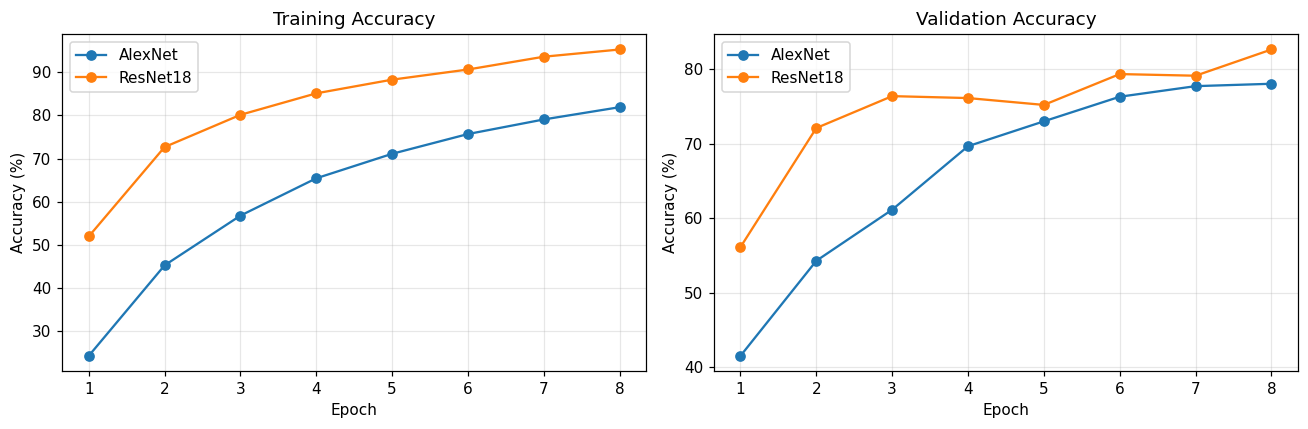 Training Accuracy
AlexNet
ResNet18
Accuracy (%)
90
80
70
60
50
40
30
1 2 3 4 5 6 7 8
Epoch
Validation Accuracy
AlexNet
ResNet18
Accuracy (%)
80
70
60
50
40
1 2 3 4 5 6 7 8
Epoch